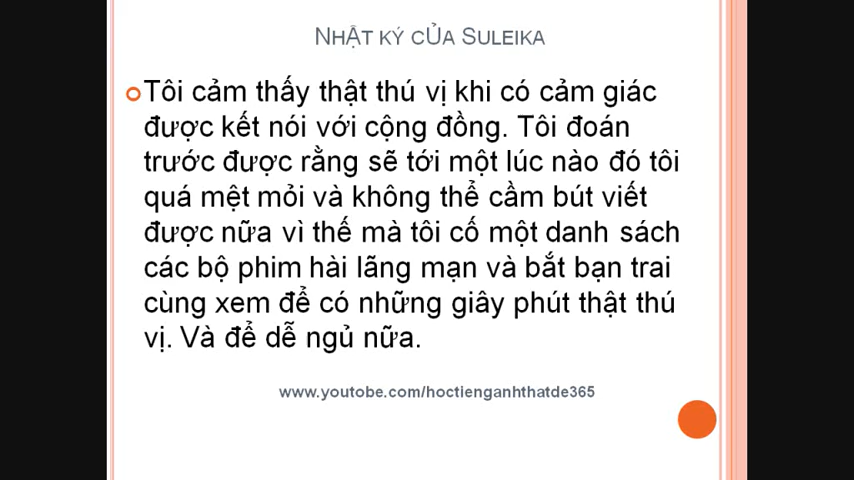 NHẬT KÝ CỦA SULEIKA
Tôi cảm thấy thật thú vị khi có cảm giác
được kết nói với cộng đồng. Tôi đoán
trước được rằng sẽ tới một lúc nào đó tôi
quá mệt mỏi và không thể cầm bút viết
được nữa vì thế mà tôi cố một danh sách
các bộ phim hài lãng mạn và bắt bạn trai
cùng xem để có những giây phút thật thú
vị. Và để dễ ngủ nữa.
www.youtobe.com/hoctienganhthatde365